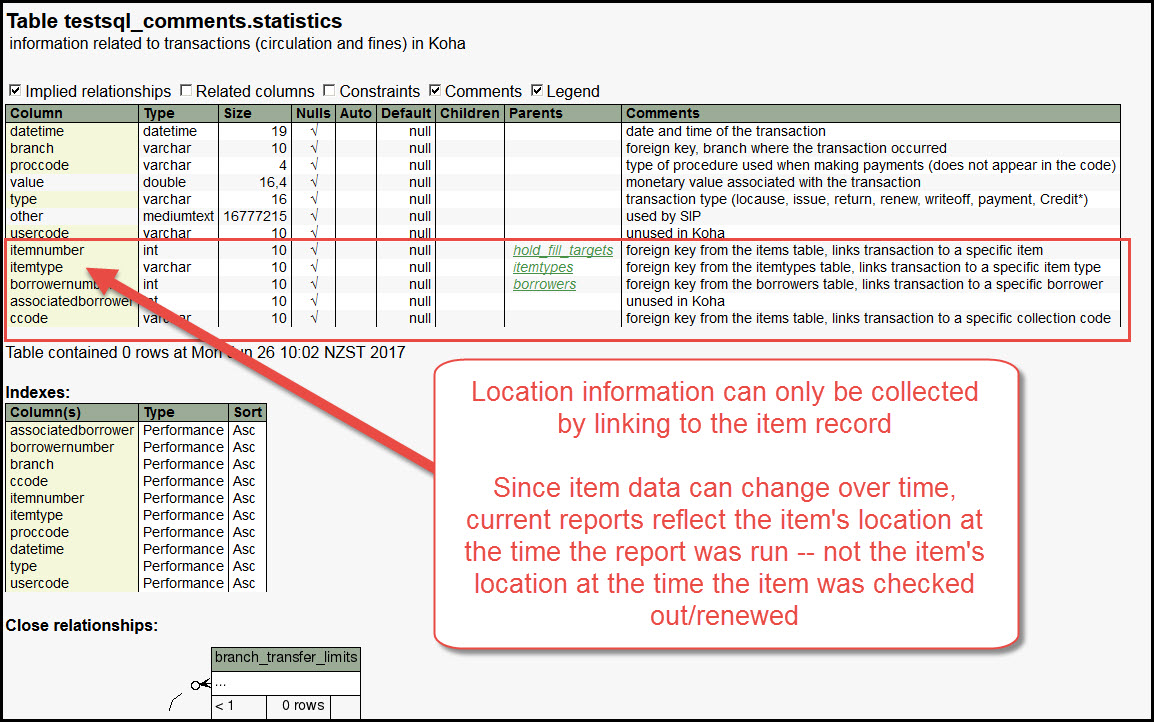 Table testsql_comments.statistics
information related to transactions (circulation and fines) in Koha
Implied relationships Related columns Constraints Comments Legend
Column Type Size Nulls Auto Default Children Parents Comments
datetime datetime 19 √ null date and time of the transaction
branch varchar 10 √ null foreign key, branch where the transaction occurred
proccode varchar 4 √ null type of procedure used when making payments (does not appear in the code)
value double 16,4 √ null monetary value associated with the transaction
type varchar 16 √ null transaction type (locause, issue, return, renew, writeoff, payment, Credit*)
other mediumtext 16777215 √ null used by SIP
usercode varchar 10 √ null unused in Koha
itemnumber int 10 √ null hold_fill_targets foreign key from the items table, links transaction to a specific item
itemtype varchar 10 √ null itemtypes foreign key from the itemtypes table, links transaction to a specific item type
borrowernumber int 10 √ null borrowers foreign key from the borrowers table, links transaction to a specific borrower
associatedborrower int 10 √ null unused in Koha
ccode varchar 10 √ null foreign key from the items table, links transaction to a specific collection code
Table contained 0 rows at Mon Jun 26 10:02 NZST 2017
Location information can only be collected
by linking to the item record
Since item data can change over time,
current reports reflect the item's location at
the time the report was run -- not the item's
location at the time the item was checked
out/renewed
Indexes:
Column(s) Type Sort
associatedborrower Performance Asc
borrowernumber Performance Asc
branch Performance Asc
ccode Performance Asc
itemnumber Performance Asc
itemtype Performance Asc
proccode Performance Asc
datetime Performance Asc
type Performance Asc
usercode Performance Asc
Close relationships:
branch_transfer_limits
...
< 1 0 rows